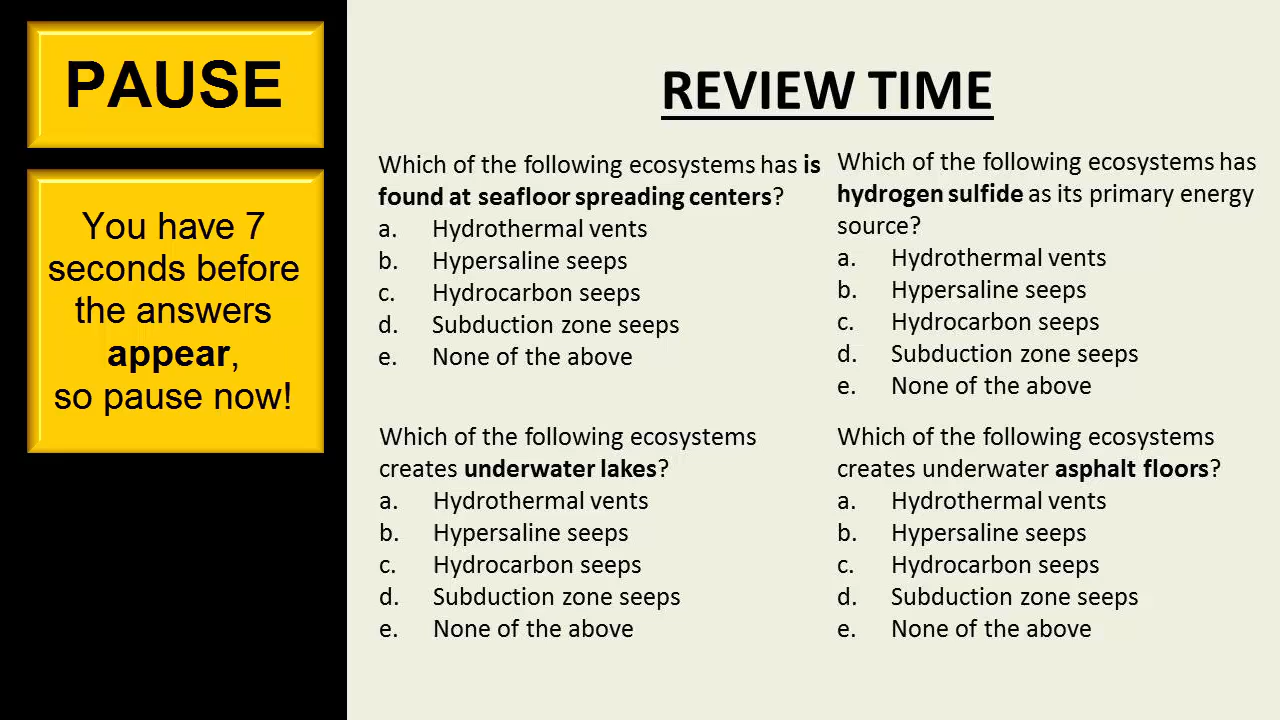 PAUSE
You have 7
seconds before
the answers
appear,
so pause now!
REVIEW TIME
Which of the following ecosystems has is
found at seafloor spreading centers?
a. Hydrothermal vents
b. Hypersaline seeps
c. Hydrocarbon seeps
d. Subduction zone seeps
e. None of the above
Which of the following ecosystems has
hydrogen sulfide as its primary energy
source?
a. Hydrothermal vents
b. Hypersaline seeps
c. Hydrocarbon seeps
d. Subduction zone seeps
e. None of the above
Which of the following ecosystems
creates underwater lakes?
a. Hydrothermal vents
b. Hypersaline seeps
c. Hydrocarbon seeps
d. Subduction zone seeps
e. None of the above
Which of the following ecosystems
creates underwater asphalt floors?
a. Hydrothermal vents
b. Hypersaline seeps
c. Hydrocarbon seeps
d. Subduction zone seeps
e. None of the above